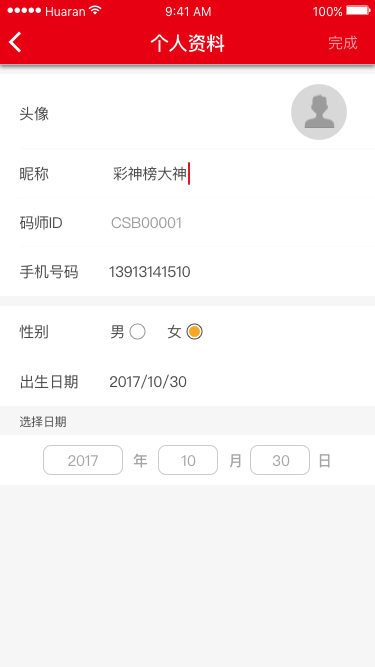 Huaran 9:41 AM 100%
个人资料 完成
头像
昵称 彩神榜大神
码师ID CSB00001
手机号码 13913141510
性别 男 女
出生日期 2017/10/30
选择日期
2017 年 10 月 30 日